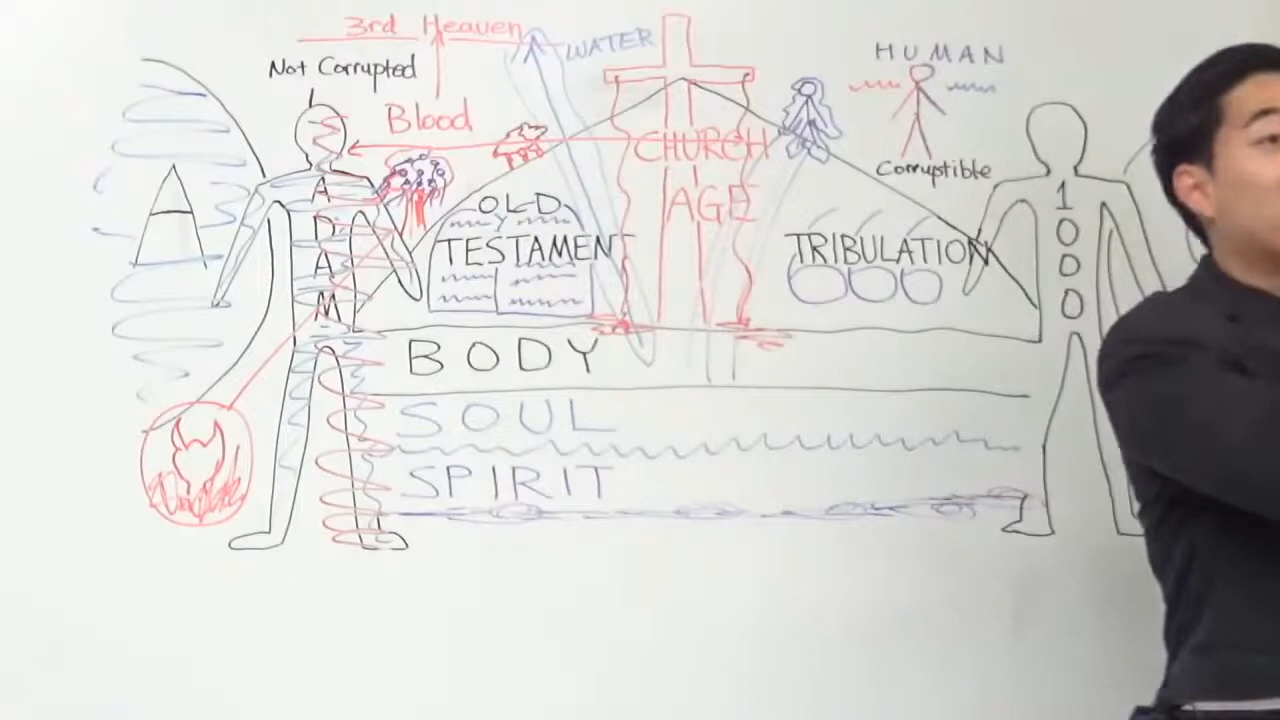 3rd Heaven
WATER
HUMAN
Not Corrupted
Blood
CHURCH
AGE
Corruptible
A
ADAM
OLD
TESTAMENT
TRIBULATION
1000
BODY
SOUL
SPIRIT